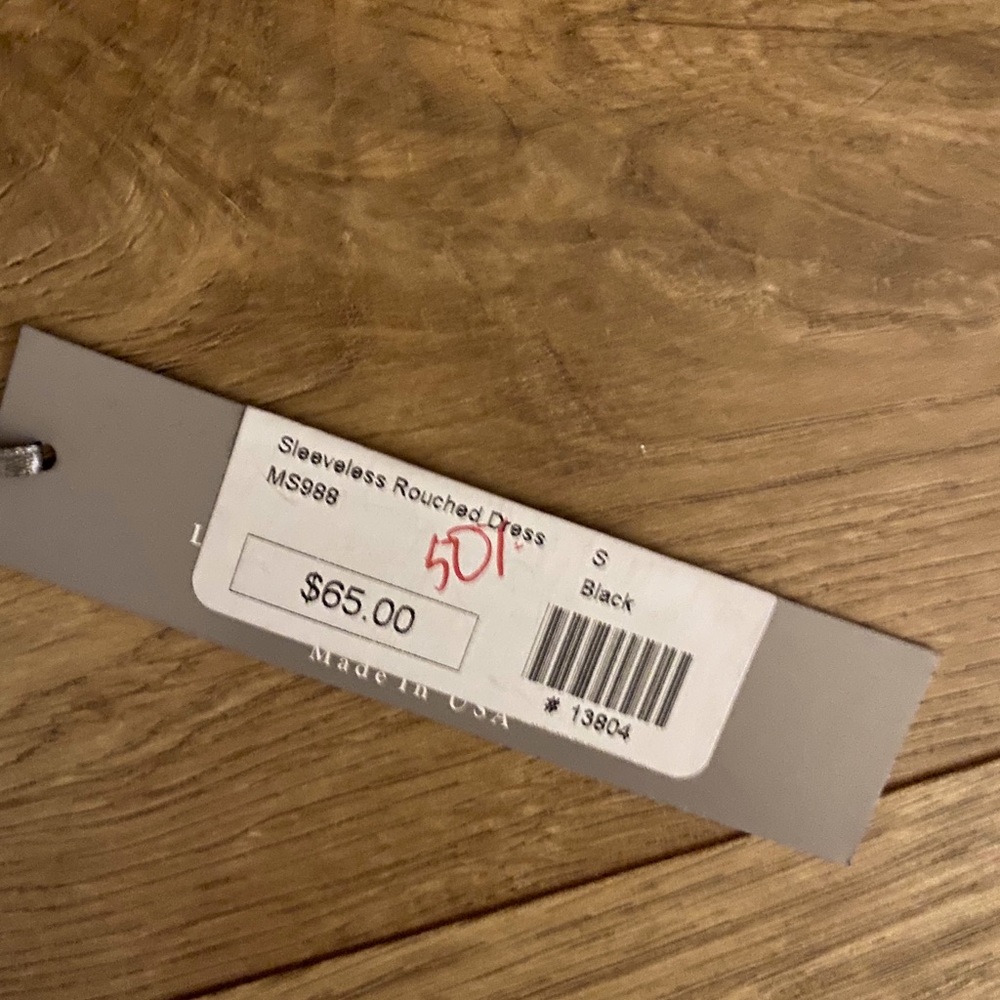 Sleeveless Rouched Dress
MS988
50%
S
Black
$65.00
# 13804
L
Made In USA